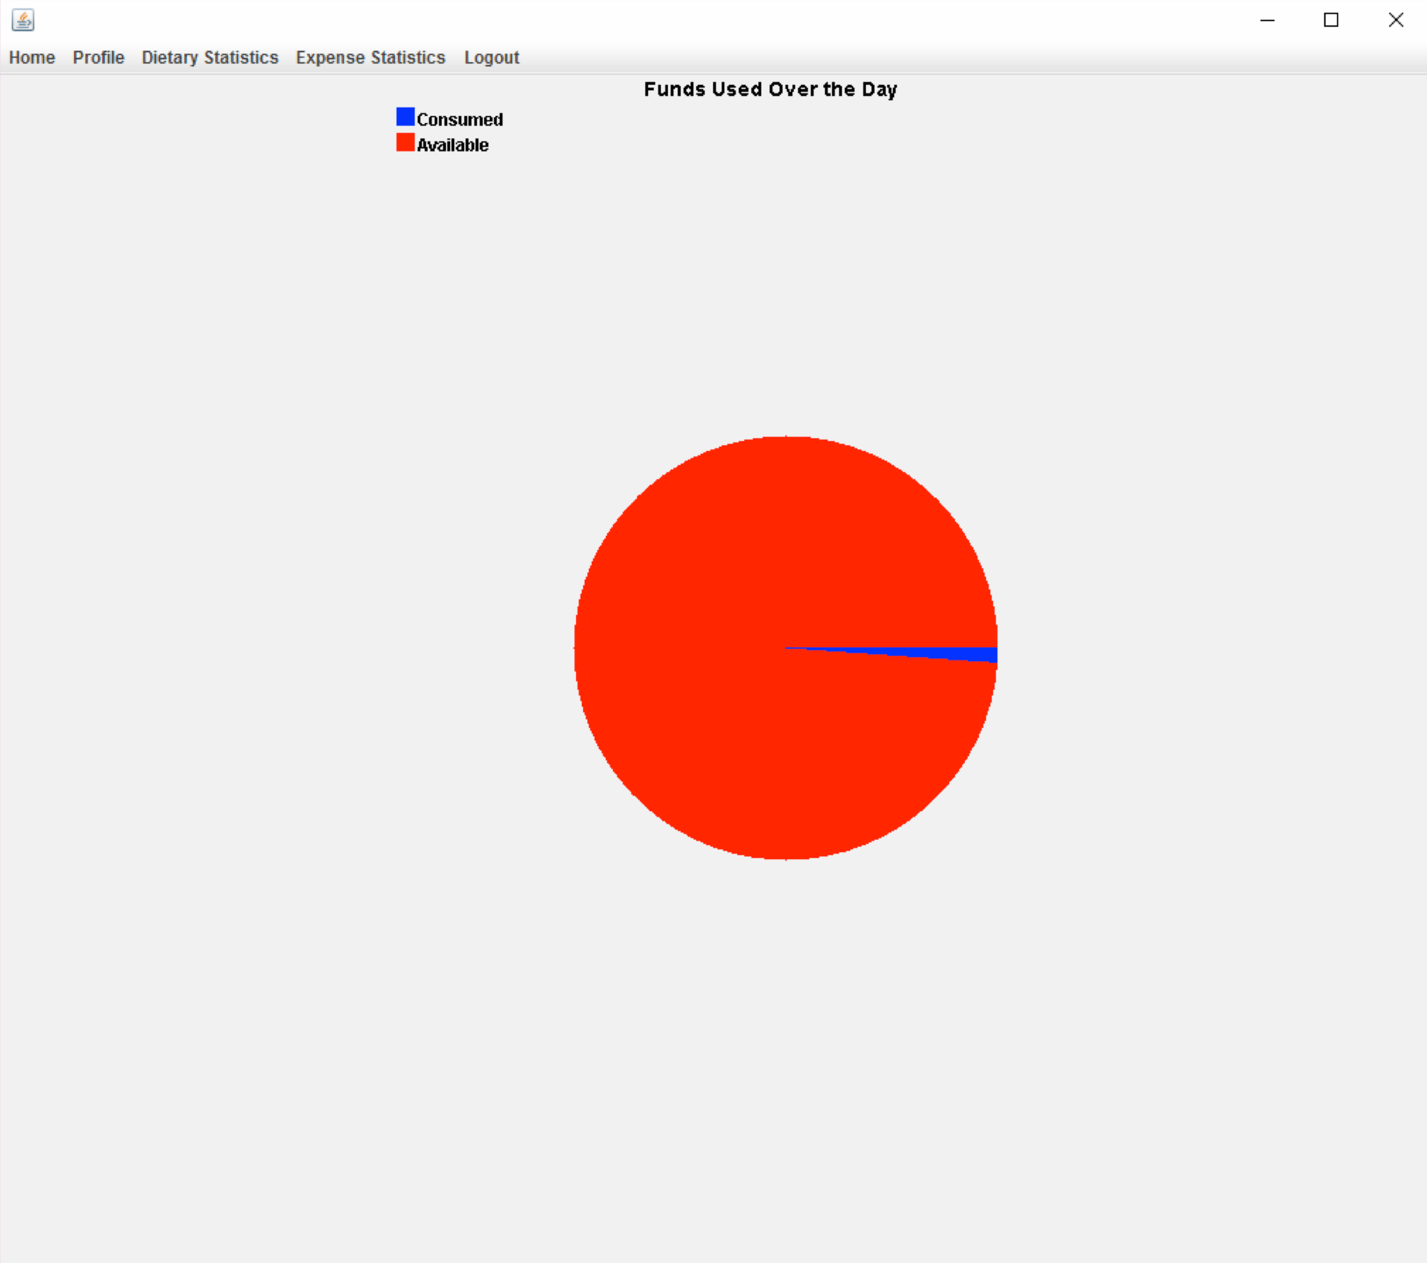 Home Profile Dietary Statistics Expense Statistics Logout
Funds Used Over the Day
Consumed
Available